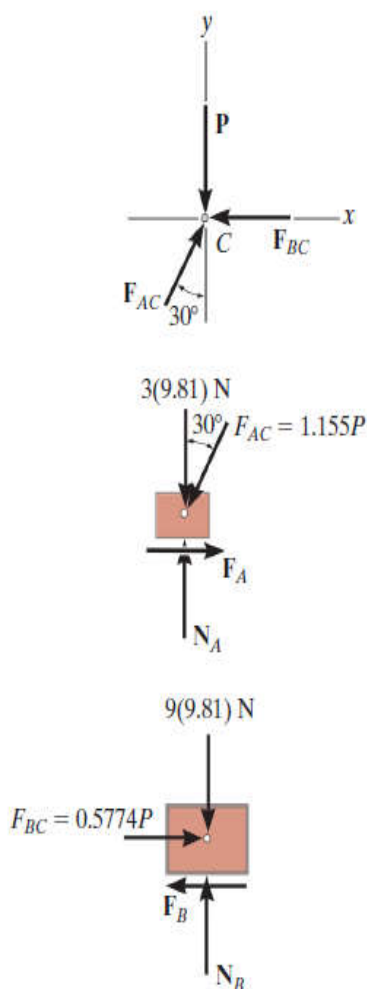 y
P
x
C
F_BC
F_AC
30°
3(9.81) N
30° F_AC = 1.155P
F_A
N_A
9(9.81) N
F_BC = 0.5774P
F_B
N_B